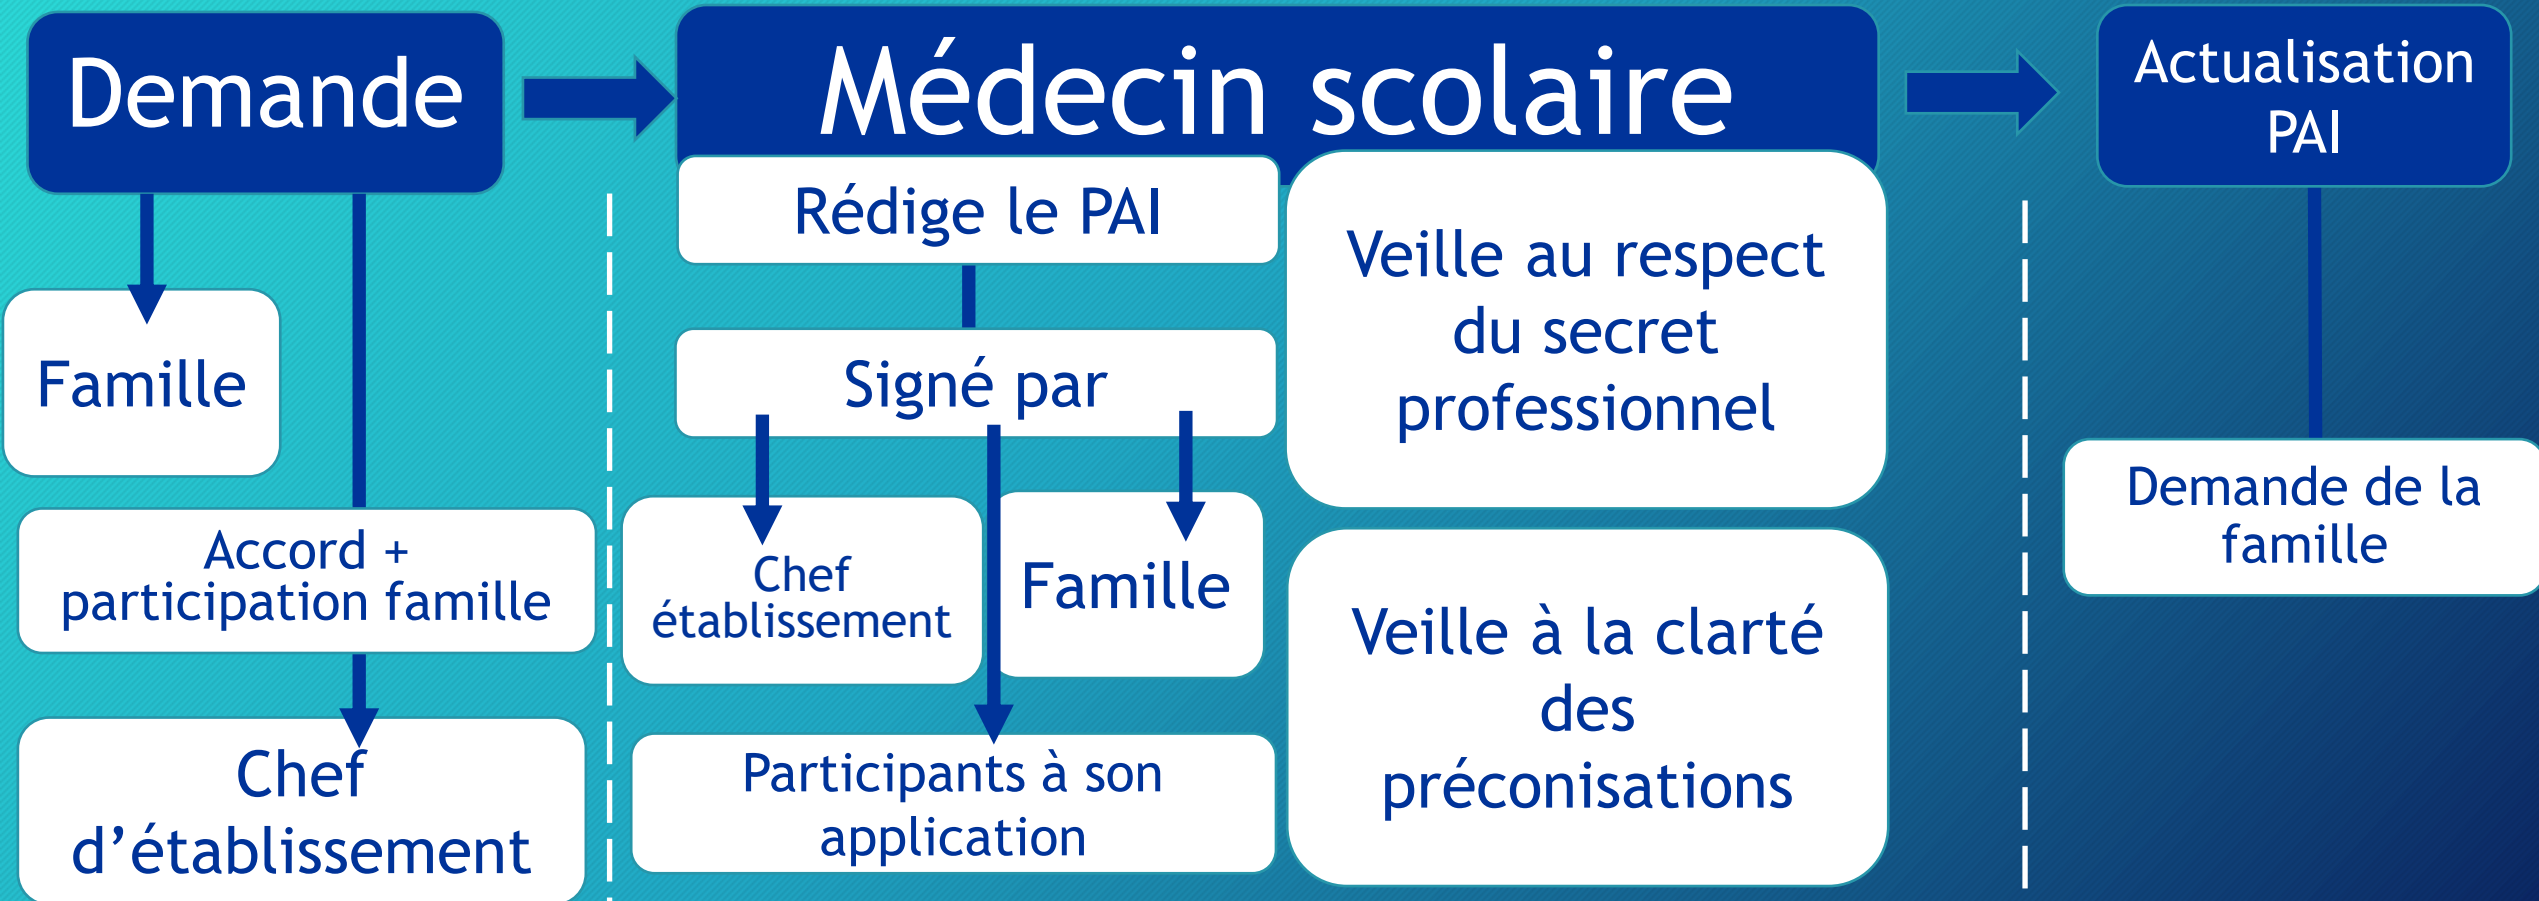 Demande
Famille
Accord +
participation famille
Chef
d’établissement
Médecin scolaire
Rédige le PAI
Signé par
Chef
établissement
Famille
Participants à son
application
Veille au respect
du secret
professionnel
Veille à la clarté
des
préconisations
Actualisation
PAI
Demande de la
famille